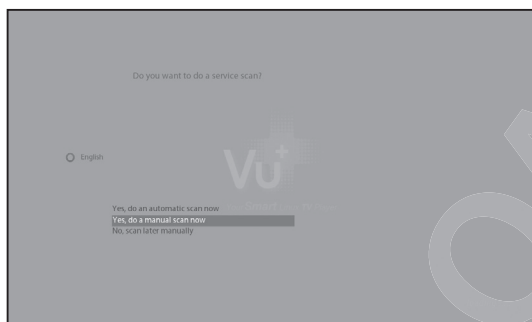 Do you want to do a service scan?
English
Vu+
Yes, do an automatic scan now
Yes, do a manual scan now
No, scan later manually